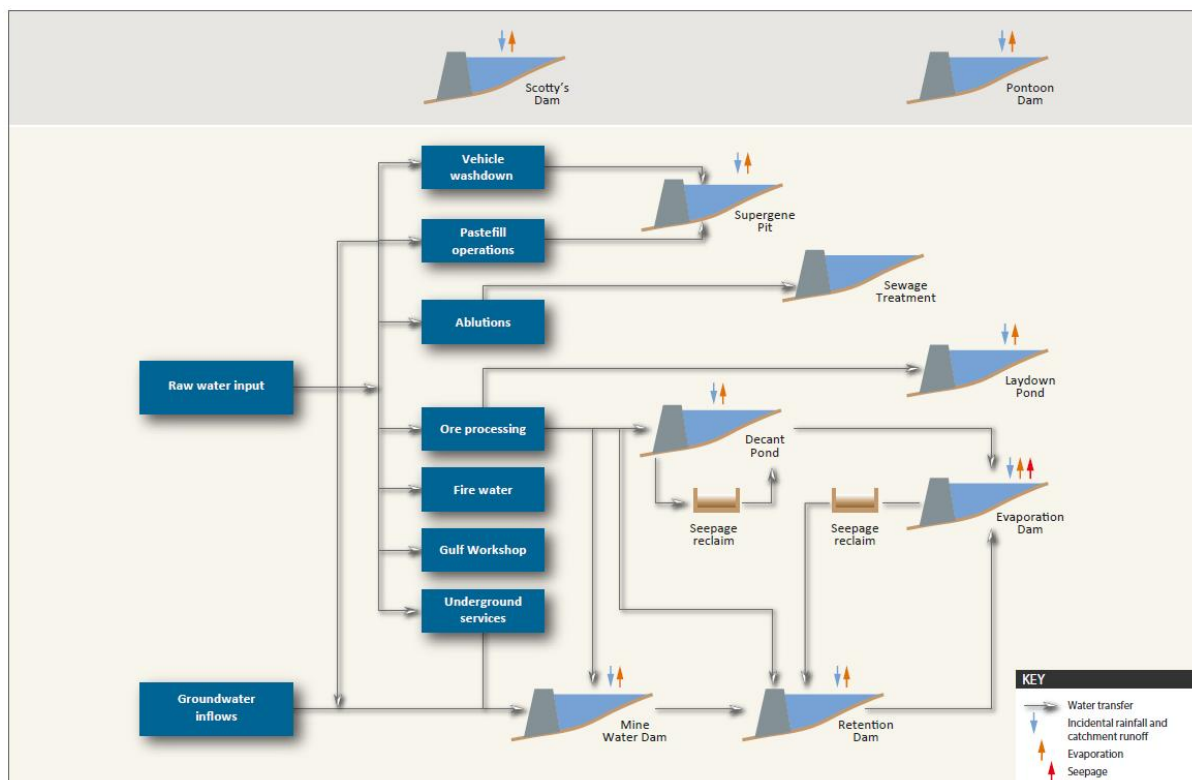 Scotty's
Dam
Pontoon
Dam
Vehicle
washdown
Supergene
Pit
Pastefill
operations
Sewage
Treatment
Ablutions
Raw water input
Laydown
Pond
Ore processing
Decant
Pond
Fire water
Seepage
reclaim
Seepage
reclaim
Evaporation
Dam
Gulf Workshop
Underground
services
Groundwater
inflows
Mine
Water Dam
Retention
Dam
KEY
Water transfer
Incidental rainfall and
catchment runoff
Evaporation
Seepage